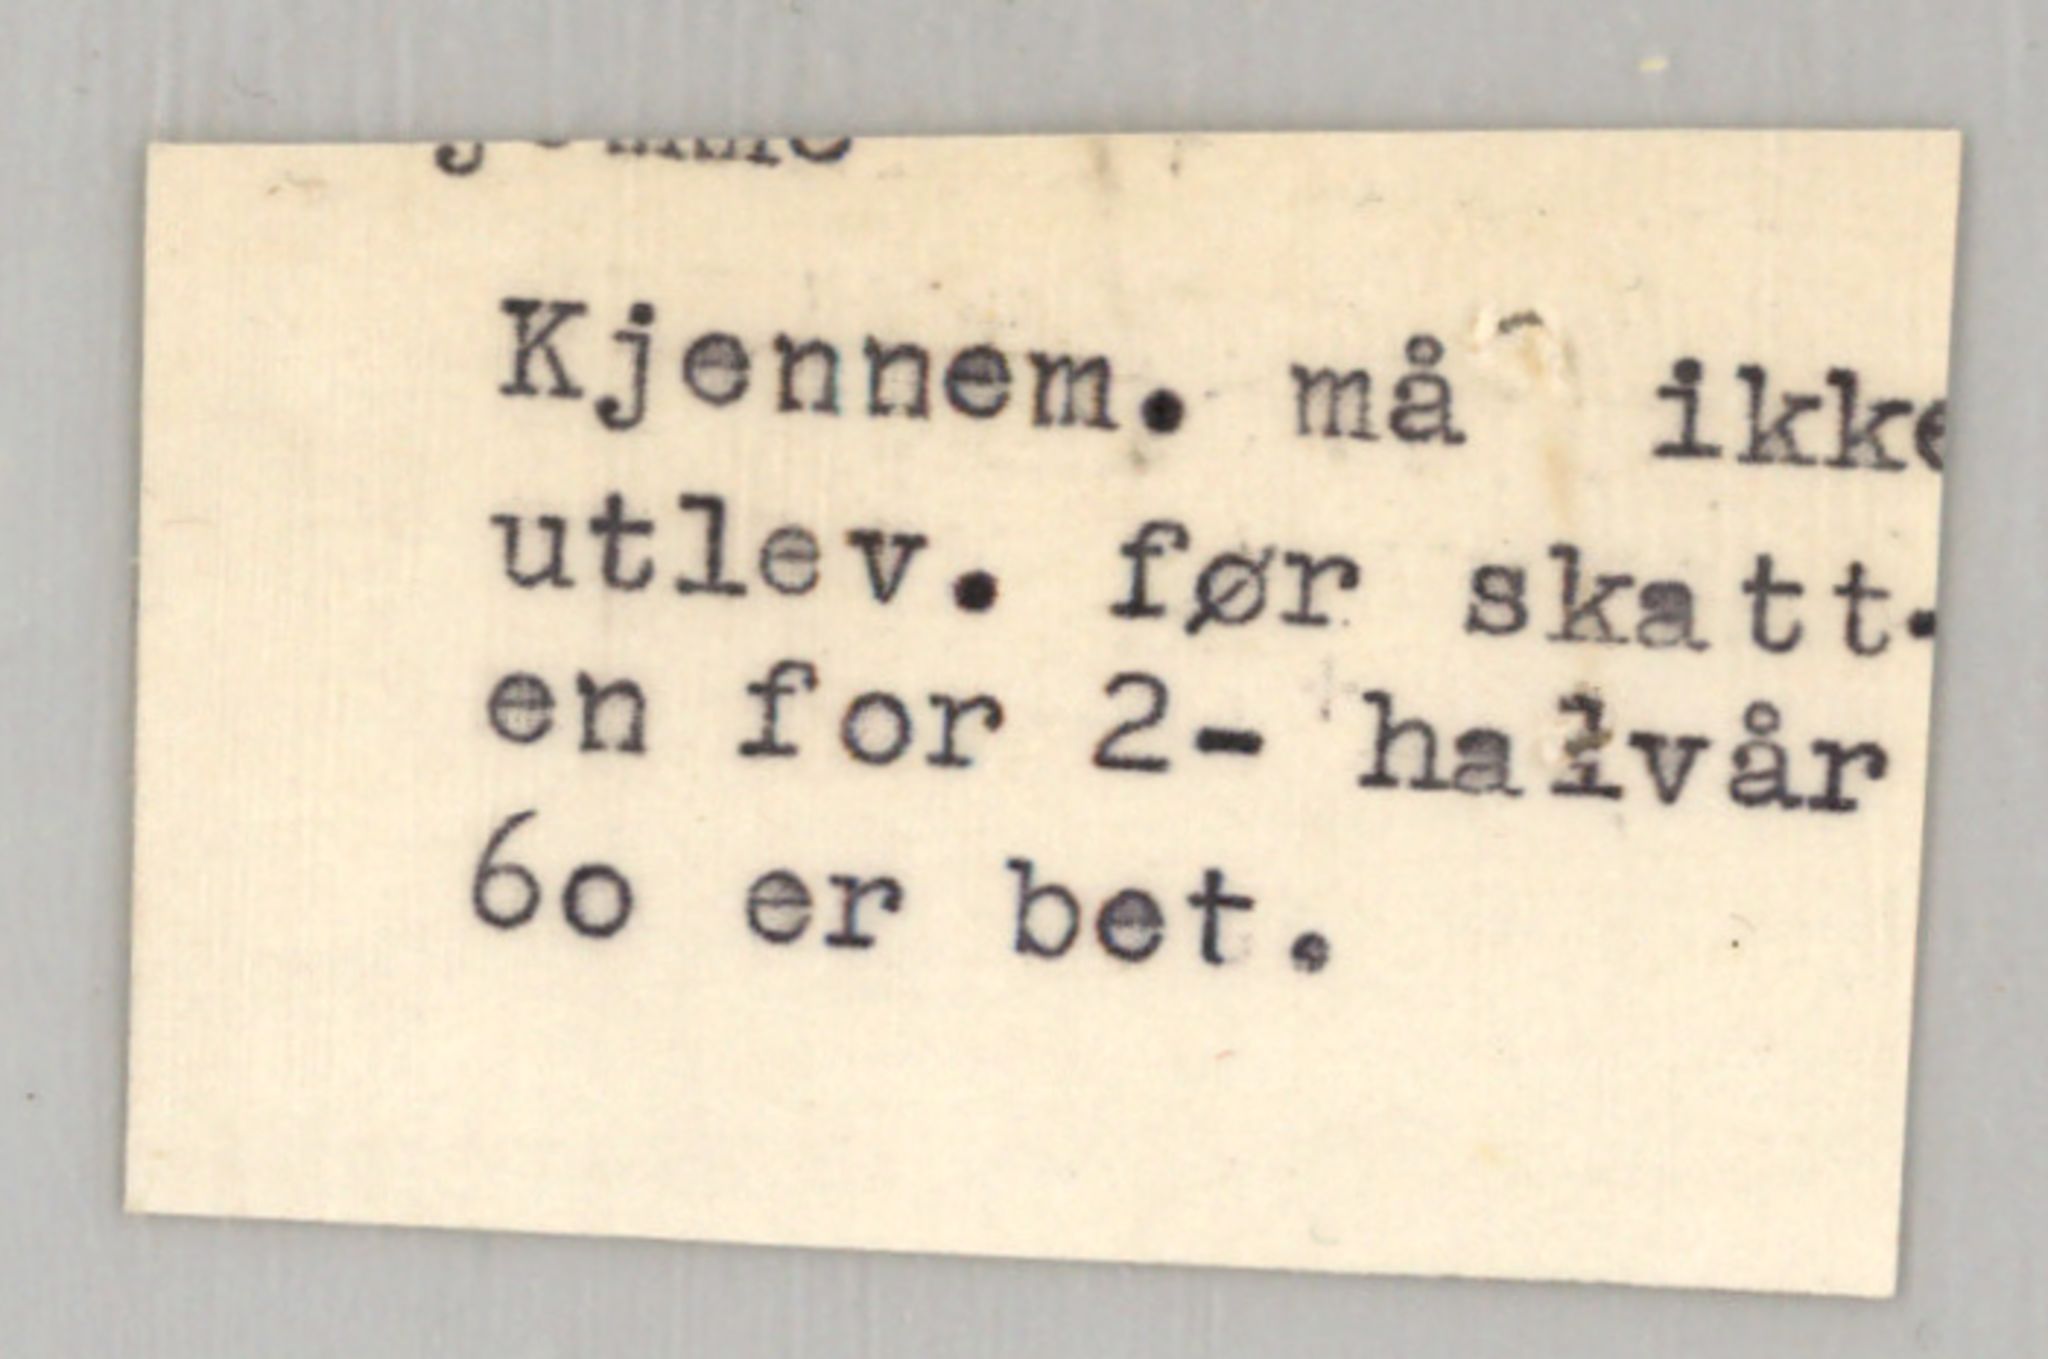 Kjennem. må ikke
utlev. før skatt-
en for 2- halvår
6o er bet.